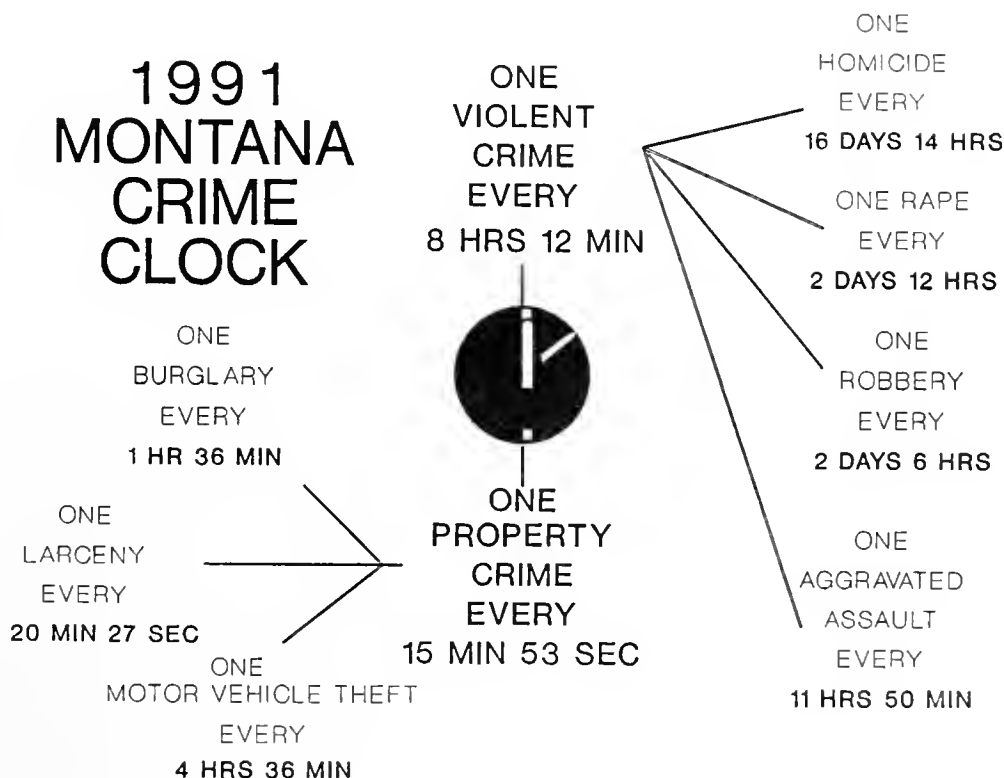 1991
MONTANA
CRIME
CLOCK
ONE
VIOLENT
CRIME
EVERY
8 HRS 12 MIN
ONE
HOMICIDE
EVERY
16 DAYS 14 HRS
ONE RAPE
EVERY
2 DAYS 12 HRS
ONE
ROBBERY
EVERY
2 DAYS 6 HRS
ONE
AGGRAVATED
ASSAULT
EVERY
11 HRS 50 MIN
ONE
PROPERTY
CRIME
EVERY
15 MIN 53 SEC
ONE
BURGLARY
EVERY
1 HR 36 MIN
ONE
LARCENY
EVERY
20 MIN 27 SEC
ONE
MOTOR VEHICLE THEFT
EVERY
4 HRS 36 MIN